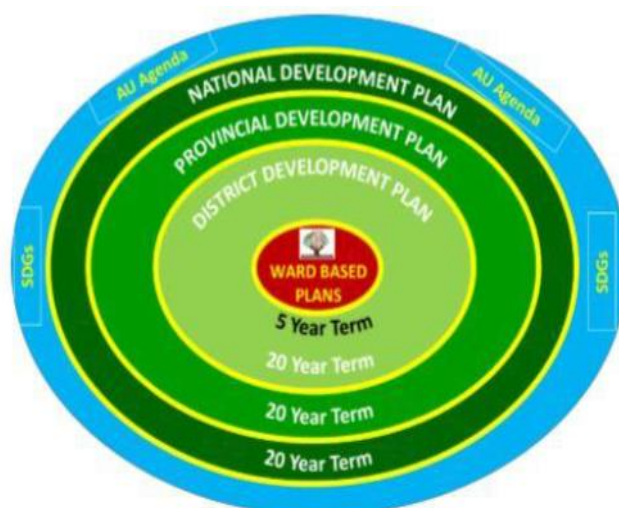 AU Agenda
AU Agenda
NATIONAL DEVELOPMENT PLAN
PROVINCIAL DEVELOPMENT PLAN
DISTRICT DEVELOPMENT PLAN
SDGs
SDGs
WARD BASED
PLANS
5 Year Term
20 Year Term
20 Year Term
20 Year Term